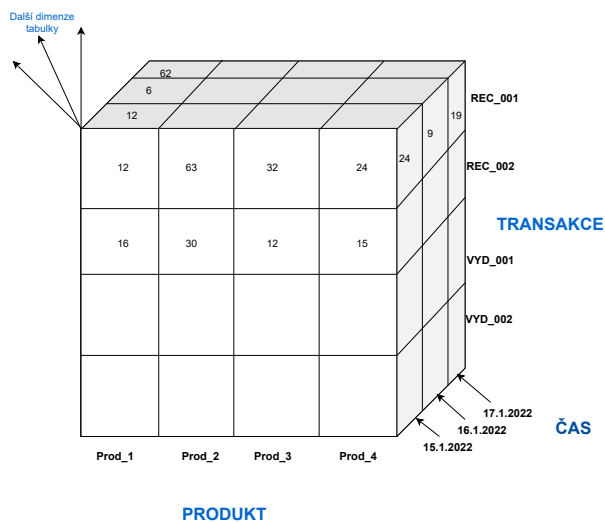 Další dimenze
tabulky
62
6
12
REC_001
19
9
24
12 63 32 24
REC_002
TRANSAKCE
16 30 12 15
VYD_001
VYD_002
17.1.2022
16.1.2022
15.1.2022
ČAS
Prod_1 Prod_2 Prod_3 Prod_4
PRODUKT